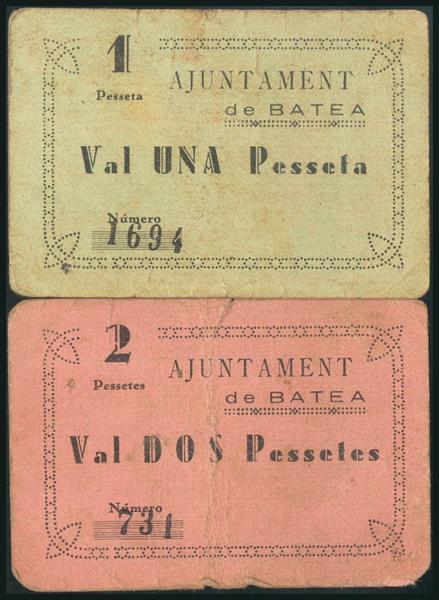 1
Pesseta
AJUNTAMENT
de BATEA
Val UNA Pesseta
Número
1694
2
Pessetes
AJUNTAMENT
de BATEA
Val DOS Pessetes
Número
731